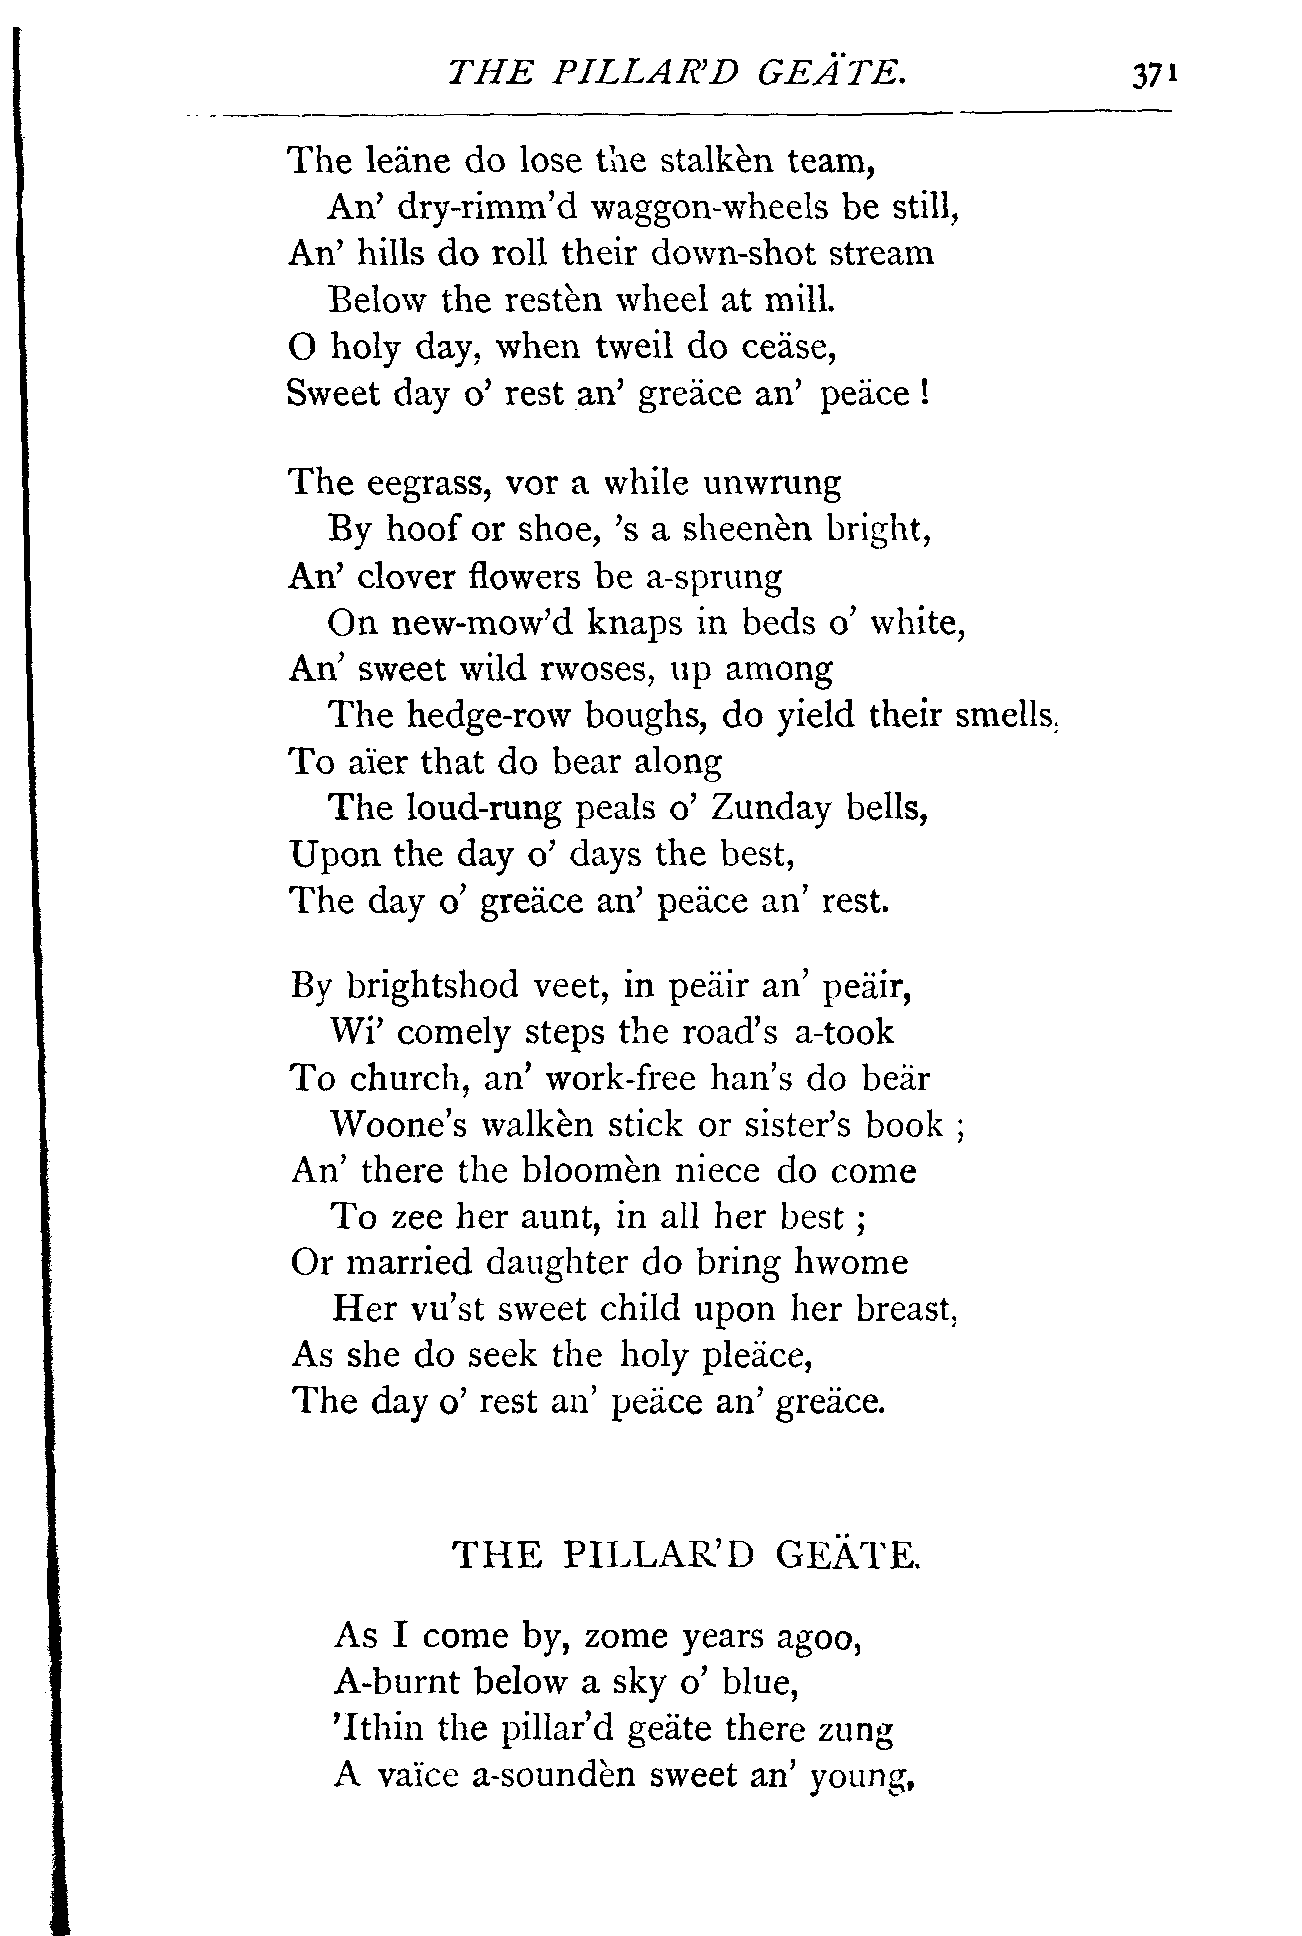 THE PILLAR'D GEÄTE. 371
The leäne do lose the stalkèn team,
An' dry-rimm'd waggon-wheels be still,
An' hills do roll their down-shot stream
Below the restèn wheel at mill.
O holy day, when tweil do ceäse,
Sweet day o' rest an' greäce an' peäce !
The eegrass, vor a while unwrung
By hoof or shoe, 's a sheenèn bright,
An' clover flowers be a-sprung
On new-mow'd knaps in beds o' white,
An' sweet wild rwoses, up among
The hedge-row boughs, do yield their smells,
To aïer that do bear along
The loud-rung peals o' Zunday bells,
Upon the day o' days the best,
The day o' greäce an' peäce an' rest.
By brightshod veet, in peäir an' peäir,
Wi' comely steps the road's a-took
To church, an' work-free han's do beär
Woone's walkèn stick or sister's book ;
An' there the bloomèn niece do come
To zee her aunt, in all her best ;
Or married daughter do bring hwome
Her vu'st sweet child upon her breast,
As she do seek the holy pleäce,
The day o' rest an' peäce an' greäce.
THE PILLAR'D GEÄTE.
As I come by, zome years agoo,
A-burnt below a sky o' blue,
'Ithin the pillar'd geäte there zung
A vaïce a-soundèn sweet an' young,